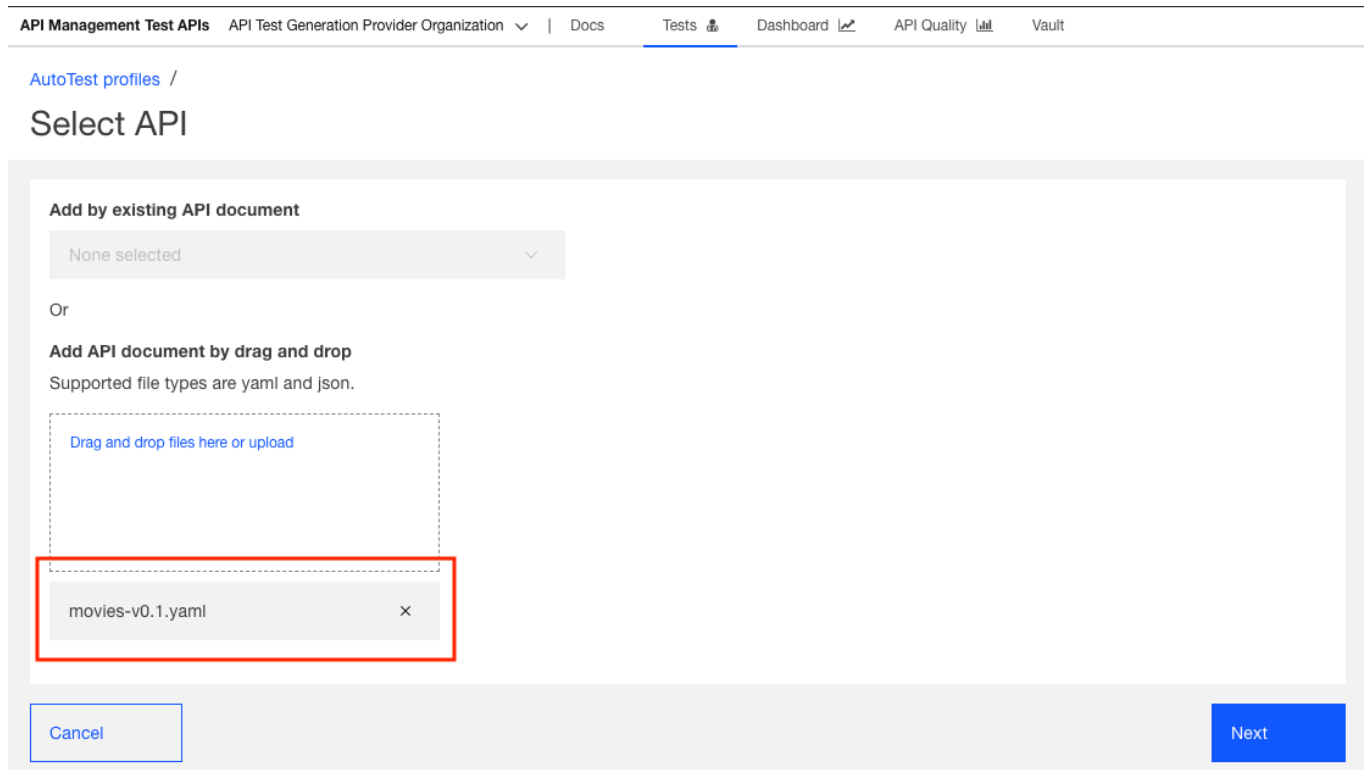 API Management Test APIs API Test Generation Provider Organization | Docs Tests Dashboard API Quality Vault
AutoTest profiles /
Select API
Add by existing API document
None selected
Or
Add API document by drag and drop
Supported file types are yaml and json.
Drag and drop files here or upload
movies-v0.1.yaml ×
Cancel Next